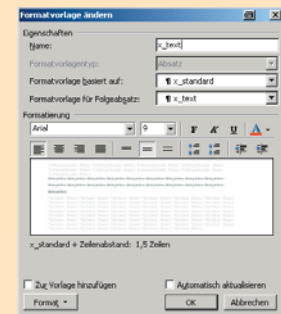 Formatvorlage ändern
Eigenschaften
Name:
x_text
Formatvorlagentyp:
Absatz
Formatvorlage basiert auf:
¶ x_standard
Formatvorlage für Folgeabsatz:
¶ x_text
Formatierung
Arial 9 F K U A
x_standard + Zeilenabstand: 1,5 Zeilen
Zur Vorlage hinzufügen
Automatisch aktualisieren
Format
OK
Abbrechen